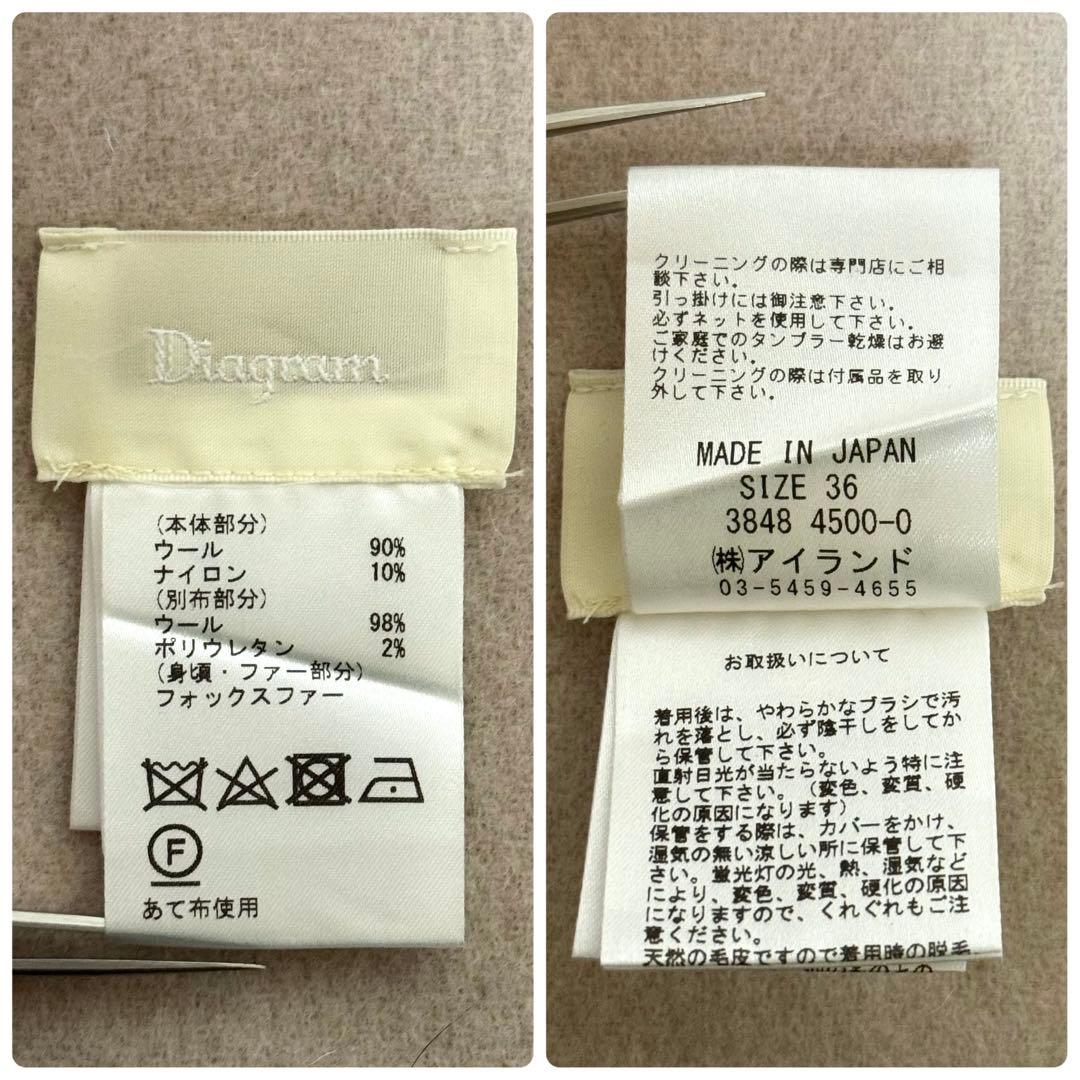 Diagram
(本体部分)
ウール 90%
ナイロン 10%
(別布部分)
ウール 98%
ポリウレタン 2%
(身頃・ファー部分)
フォックスファー
F
あて布使用
クリーニングの際は専門店にご相
談下さい。
引っ掛けには御注意下さい。
必ずネットを使用して下さい。
ご家庭でのタンブラー乾燥はお避
けください。
クリーニングの際は付属品を取り
外して下さい。
MADE IN JAPAN
SIZE 36
3848 4500-0
㈱アイランド
03-5459-4655
お取扱いについて
着用後は、やわらかなブラシで汚
れを落とし、必ず陰干しをしてか
ら保管して下さい。
直射日光が当たらないよう特に注
意して下さい。（変色、変質、硬
化の原因になります）
保管をする際は、カバーをかけ、
湿気の無い涼しい所に保管して下
さい。蛍光灯の光、熱、湿気など
により、変色、変質、硬化の原因
になりますので、くれぐれもご注
意ください。
天然の毛皮ですので着用時の脱毛